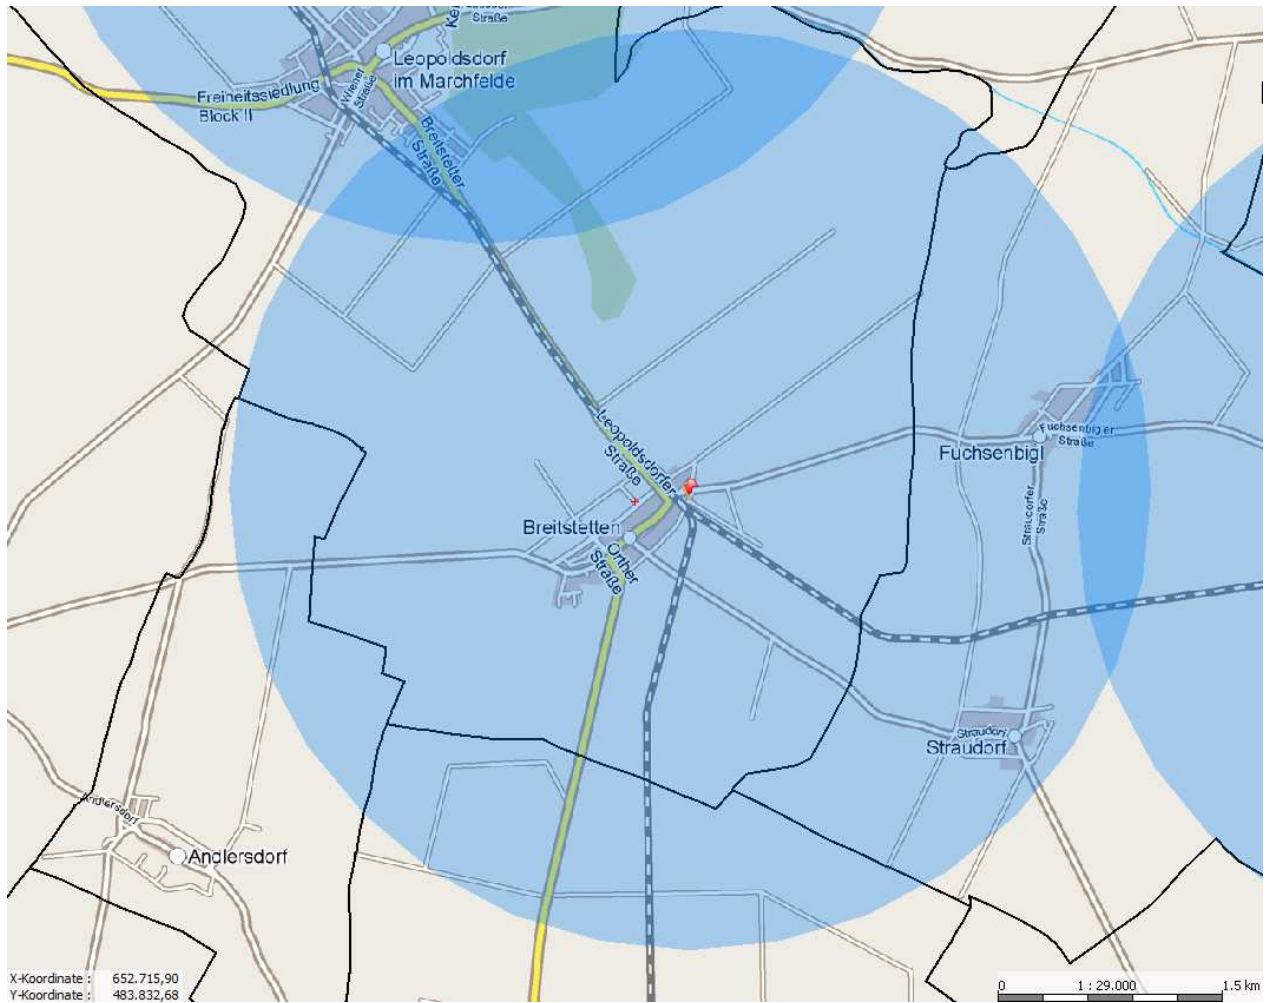 Straße
Leopoldsdorf
im Marchfelde
Freiheitssiedlung
Block II
Wiener
Straße
Breitstetter
Straße
Leopoldsdorfer
Straße
Fuchsenbigler
Straße
Fuchsenbigl
Straudorfer
Straße
Breitstetten
Orther
Straße
Straudorf
Straudorf
Andlersdorf
Andlersdorf
X-Koordinate : 652.715,90
Y-Koordinate : 483.832,68
0 1 : 29.000 1.5 km